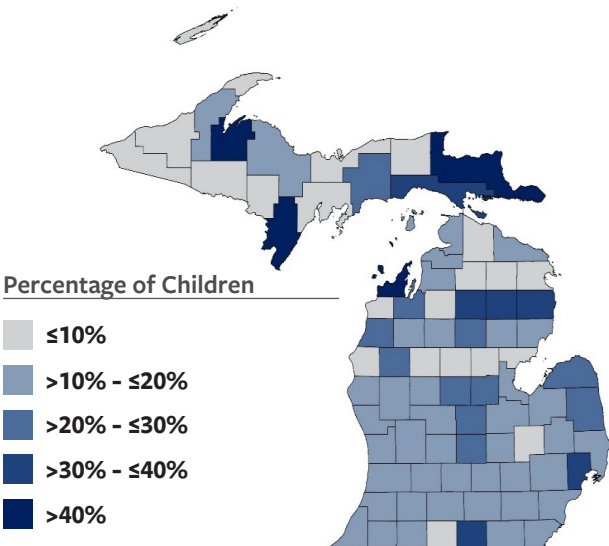 Percentage of Children
≤10%
>10% - ≤20%
>20% - ≤30%
>30% - ≤40%
>40%